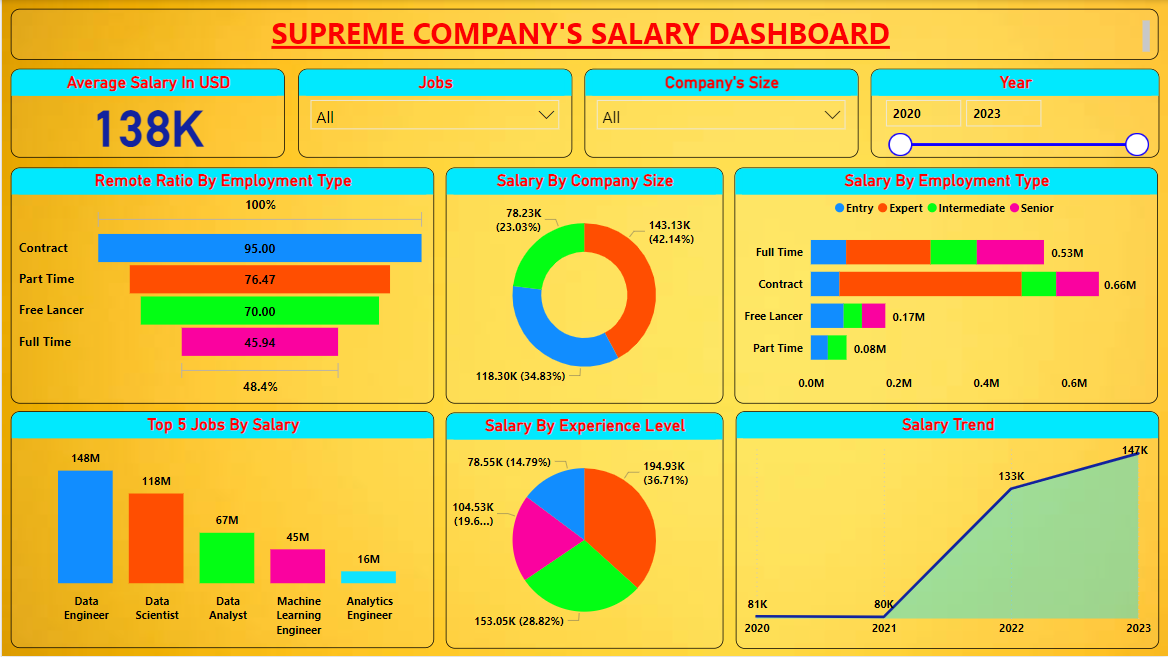 SUPREME COMPANY'S SALARY DASHBOARD
Average Salary In USD
138K
Jobs
All
Company's Size
All
Year
2020 2023
Remote Ratio By Employment Type
100%
Contract 95.00
Part Time 76.47
Free Lancer 70.00
Full Time 45.94
48.4%
Salary By Company Size
78.23K
(23.03%)
143.13K
(42.14%)
118.30K (34.83%)
Salary By Employment Type
Entry Expert Intermediate Senior
Full Time 0.53M
Contract 0.66M
Free Lancer 0.17M
Part Time 0.08M
0.0M 0.2M 0.4M 0.6M
Top 5 Jobs By Salary
148M
118M
67M
45M
16M
Data
Engineer
Data
Scientist
Data
Analyst
Machine
Learning
Engineer
Analytics
Engineer
Salary By Experience Level
78.55K (14.79%)
194.93K
(36.71%)
104.53K
(19.6...)
153.05K (28.82%)
Salary Trend
147K
133K
81K
80K
2020 2021 2022 2023